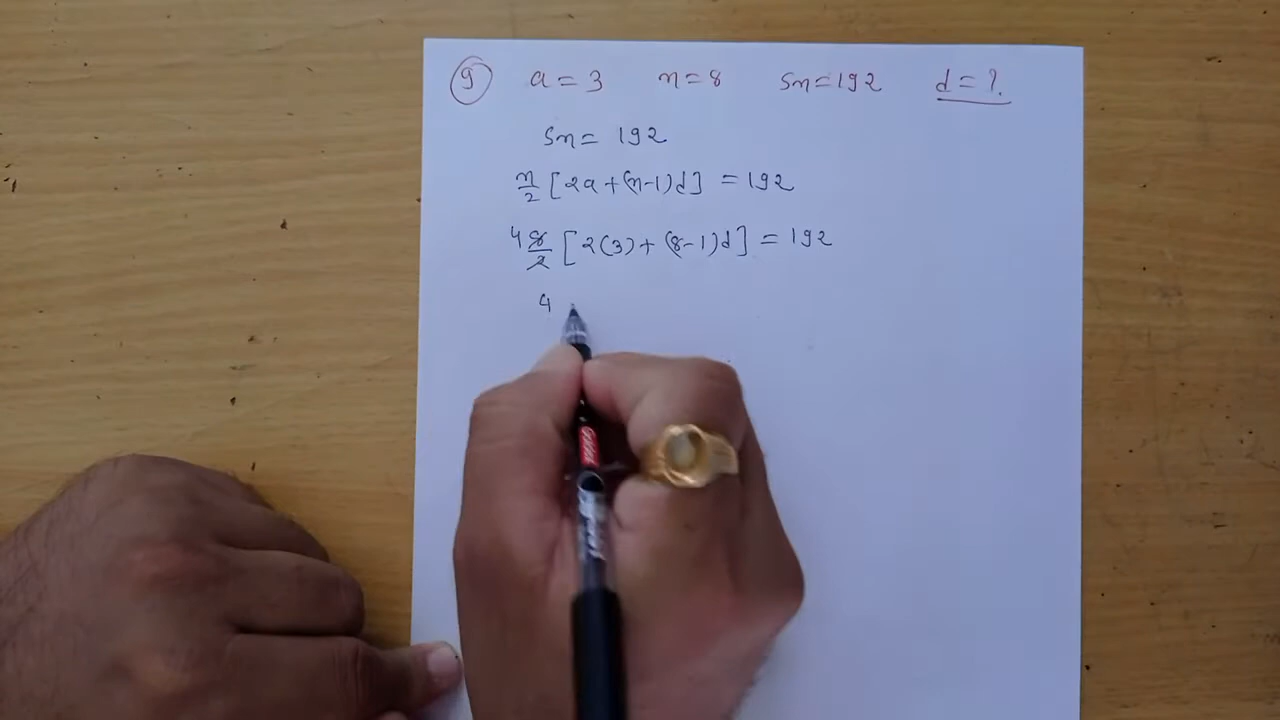 9 a = 3 n = 8 Sn = 192 d = ?
Sn = 192
n/2 [2a + (n-1)d] = 192
4 8/2 [2(3) + (8-1)d] = 192
4